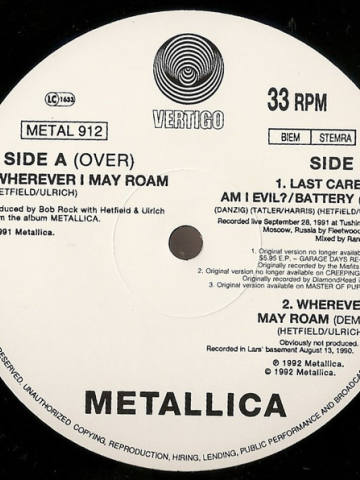 LC 1633
VERTIGO
33 RPM
METAL 912
BIEM STEMRA
SIDE A (OVER)
WHEREVER I MAY ROAM
HETFIELD/ULRICH)
oduced by Bob Rock with Hetfield & Ulrich
m the album METALLICA.
991 Metallica.
SIDE
1. LAST CARE
AM I EVIL?/BATTERY (
(DANZIG) (TATLER/HARRIS) (HETFIELD/U
Recorded live September 28, 1991 at Tushin
Moscow, Russia by Fleetwood
Mixed by Ran
1. Original version no longer availab
$5.95 E.P. – GARAGE DAYS RE-
Originally recorded by the Misfits
2. Original version no longer available on CREEPING
Originally recorded by DiamondHead i
3. Original version available on MASTER OF PUP
2. WHEREVE
MAY ROAM (DEM
(HETFIELD/ULR
Obviously not produced.
Recorded in Lars' basement August 13, 1990.
℗ 1992 Metallica.
© 1992 Metallica.
METALLICA
RESERVED. UNAUTHORIZED COPYING, REPRODUCTION, HIRING, LENDING, PUBLIC PERFORMANCE AND BROADCA